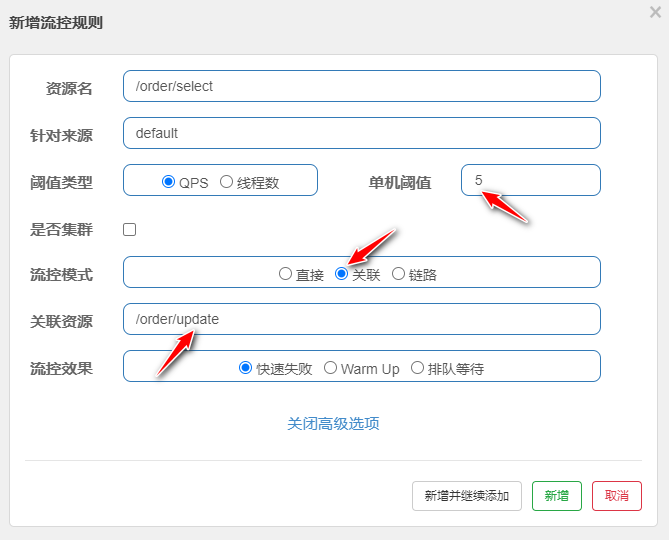 新增流控规则
资源名 /order/select
针对来源 default
阈值类型 QPS 线程数 单机阈值 5
是否集群
流控模式 直接 关联 链路
关联资源 /order/update
流控效果 快速失败 Warm Up 排队等待
关闭高级选项
新增并继续添加 新增 取消